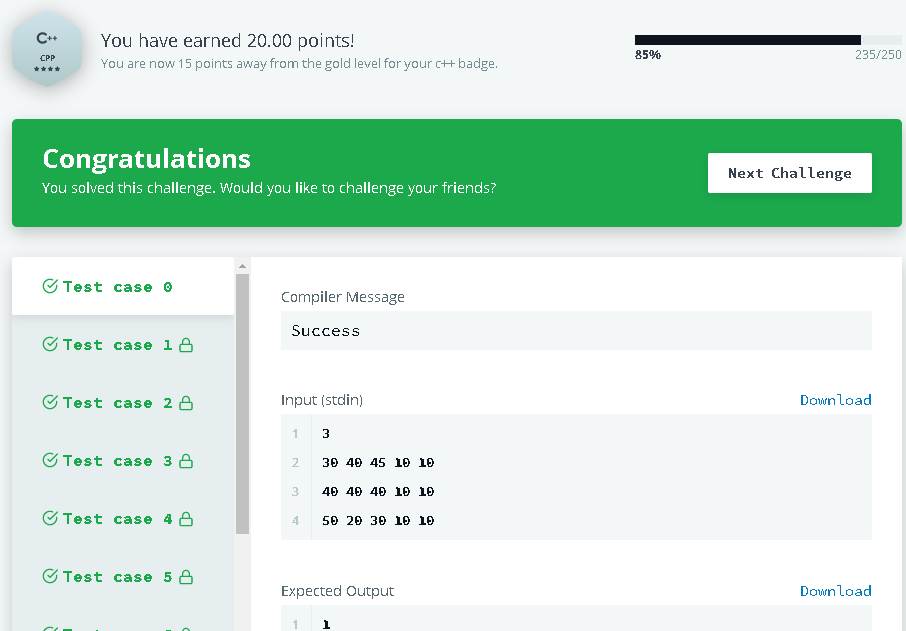 C++
CPP
You have earned 20.00 points!
You are now 15 points away from the gold level for your c++ badge.
85%
235/250
Congratulations
You solved this challenge. Would you like to challenge your friends?
Next Challenge
Test case 0
Test case 1
Test case 2
Test case 3
Test case 4
Test case 5
Compiler Message
Success
Input (stdin)
Download
1 3
2 30 40 45 10 10
3 40 40 40 10 10
4 50 20 30 10 10
Expected Output
Download
1 1